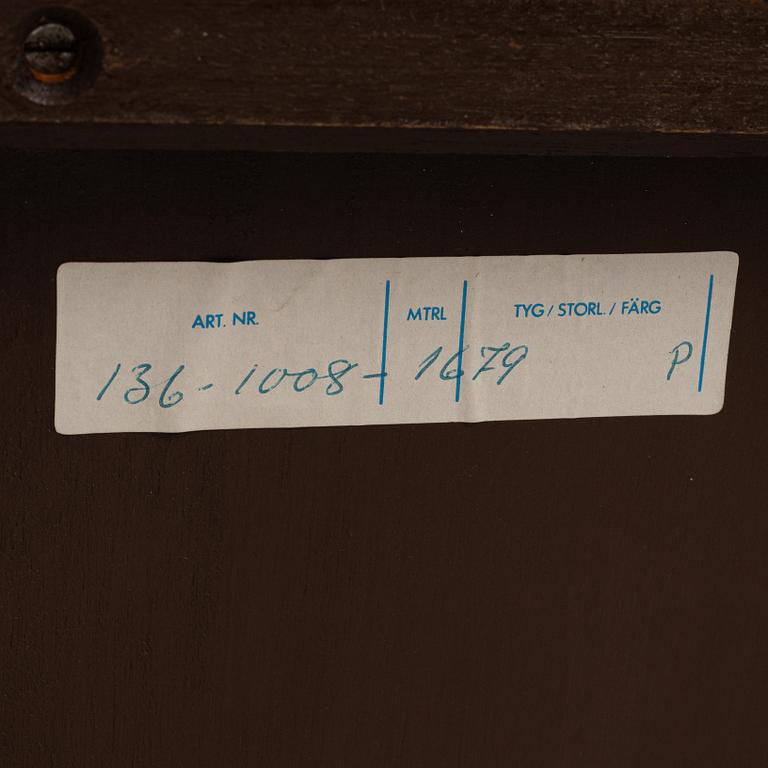 ART. NR. MTRL TYG / STORL. / FÄRG
136-1008-1679 P